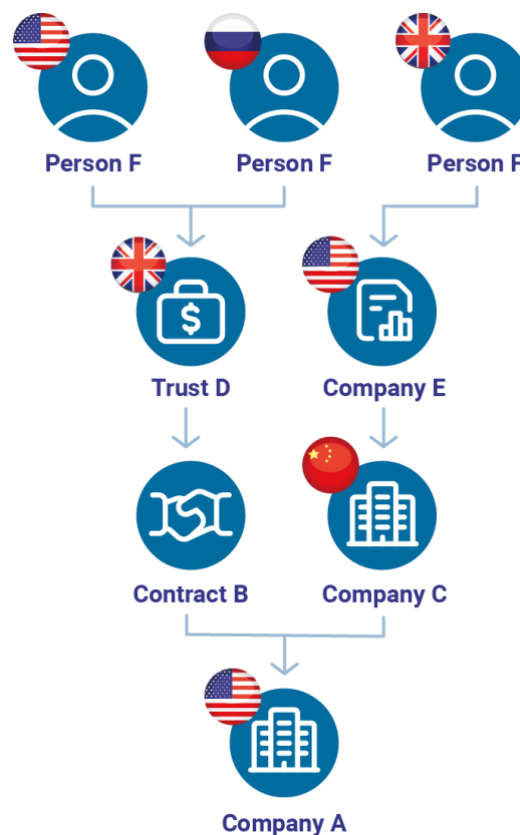 Person F
Person F
Person F
Trust D
Company E
Contract B
Company C
Company A